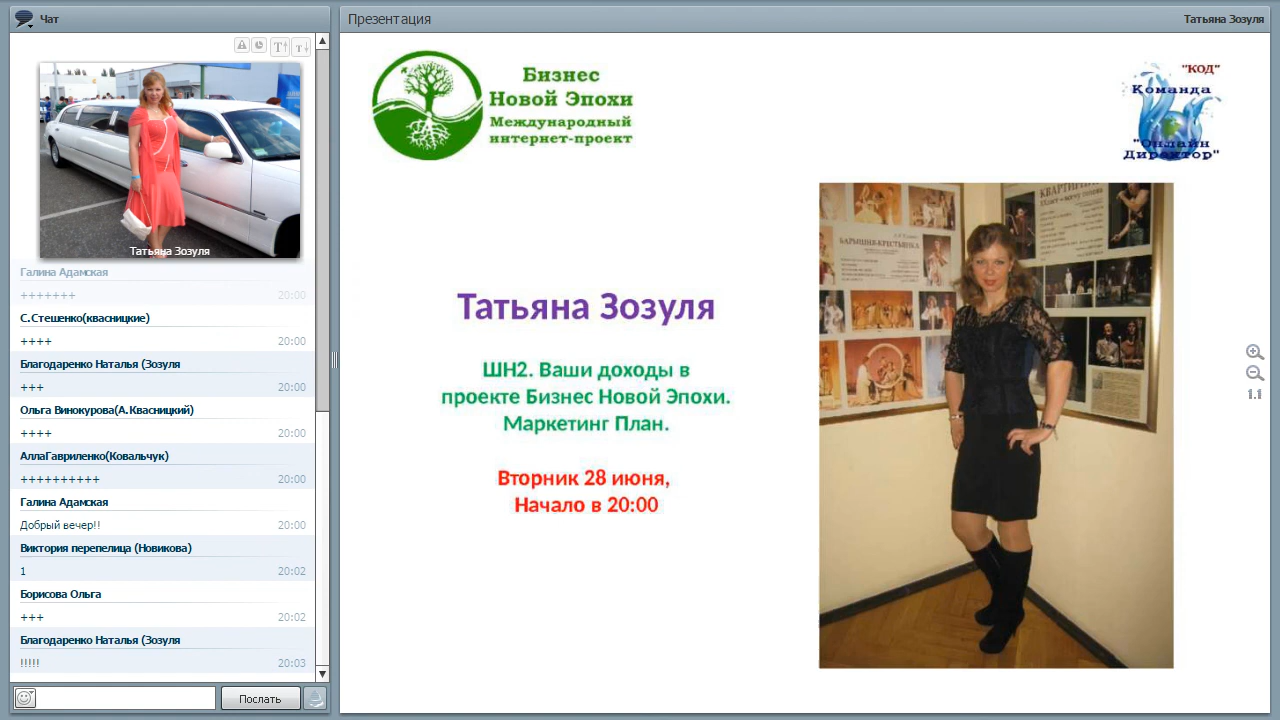 Чат
Татьяна Зозуля
Галина Адамская
+++++++ 20:00
С.Стешенко(квасницкие)
++++ 20:00
Благодаренко Наталья (Зозуля
+++ 20:00
Ольга Винокурова(А.Квасницкий)
++++ 20:00
АллаГавриленко(Ковальчук)
++++++++++ 20:00
Галина Адамская
Добрый вечер!! 20:00
Виктория перепелица (Новикова)
1 20:02
Борисова Ольга
+++ 20:02
Благодаренко Наталья (Зозуля
!!!!! 20:03
Послать
Презентация
Татьяна Зозуля
Бизнес
Новой Эпохи
Международный
интернет-проект
"КОД"
Команда
"Онлайн
Директор"
Татьяна Зозуля
ШН2. Ваши доходы в
проекте Бизнес Новой Эпохи.
Маркетинг План.
Вторник 28 июня,
Начало в 20:00
БАРЫШНЯ-КРЕСТЬЯНКА
1.1